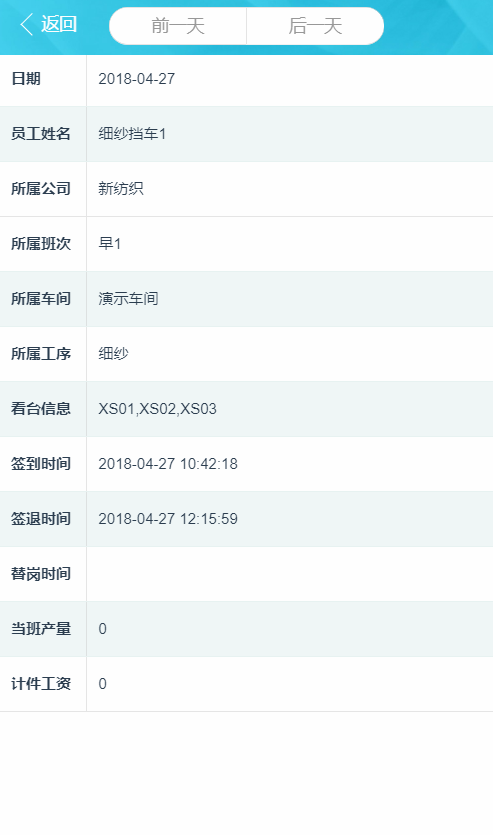 返回 前一天 后一天
日期 2018-04-27
员工姓名 细纱挡车1
所属公司 新纺织
所属班次 早1
所属车间 演示车间
所属工序 细纱
看台信息 XS01,XS02,XS03
签到时间 2018-04-27 10:42:18
签退时间 2018-04-27 12:15:59
替岗时间
当班产量 0
计件工资 0